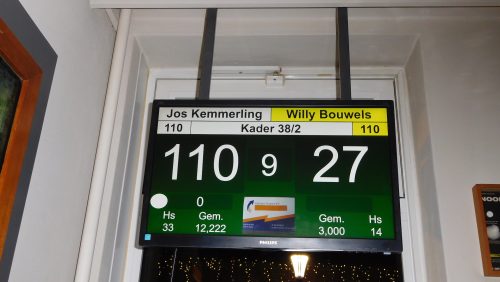 Jos Kemmerling Willy Bouwels
110 Kader 38/2 110
110 9 27
0
Hs Gem. Gem. Hs
33 12,222 3,000 14
PHILIPS